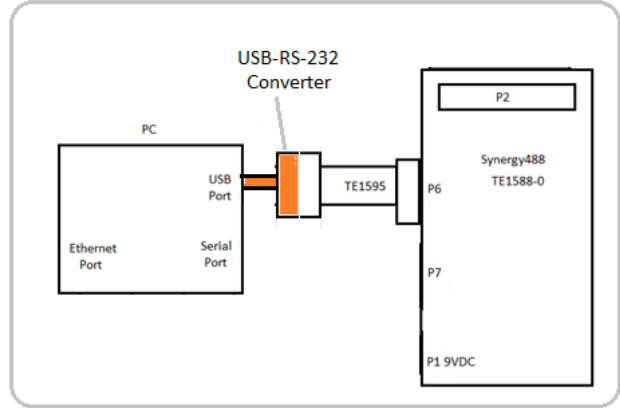 USB-RS-232
Converter
P2
PC
Synergy488
TE1588-0
USB
Port
TE1595
P6
Ethernet
Port
Serial
Port
P7
P1 9VDC